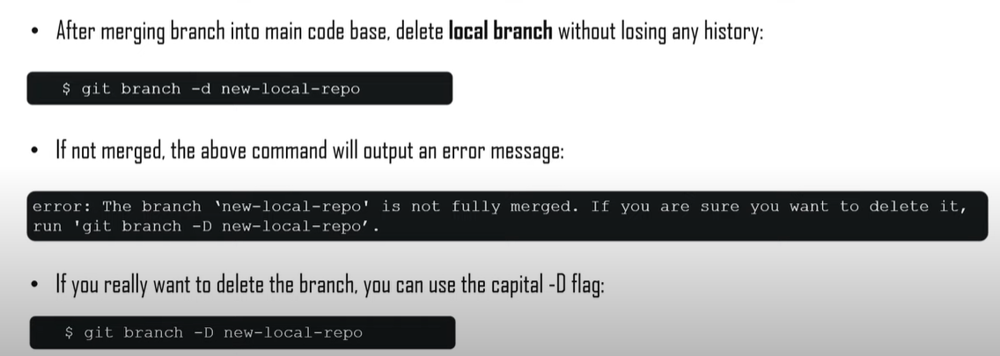 • After merging branch into main code base, delete local branch without losing any history:
$ git branch -d new-local-repo
• If not merged, the above command will output an error message:
error: The branch ‛new-local-repo' is not fully merged. If you are sure you want to delete it,
run 'git branch -D new-local-repo’.
• If you really want to delete the branch, you can use the capital -D flag:
$ git branch -D new-local-repo